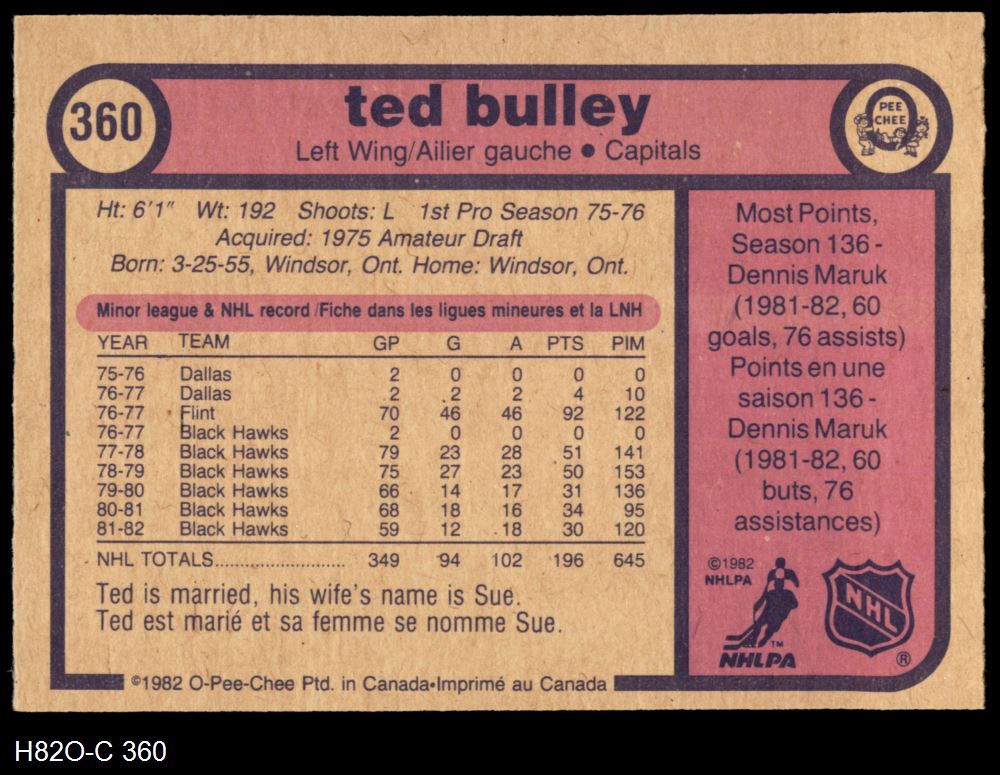 360
ted bulley
Left Wing/Ailier gauche ● Capitals
PEE
CHEE
Ht: 6'1" Wt: 192 Shoots: L 1st Pro Season 75-76
Acquired: 1975 Amateur Draft
Born: 3-25-55, Windsor, Ont. Home: Windsor, Ont.
Minor league & NHL record /Fiche dans les ligues mineures et la LNH
YEAR TEAM GP G A PTS PIM
75-76 Dallas 2 0 0 0 0
76-77 Dallas 2 2 2 4 10
76-77 Flint 70 46 46 92 122
76-77 Black Hawks 2 0 0 0 0
77-78 Black Hawks 79 23 28 51 141
78-79 Black Hawks 75 27 23 50 153
79-80 Black Hawks 66 14 17 31 136
80-81 Black Hawks 68 18 16 34 95
81-82 Black Hawks 59 12 18 30 120
NHL TOTALS........................ 349 94 102 196 645
Ted is married, his wife's name is Sue.
Ted est marié et sa femme se nomme Sue.
©1982 O-Pee-Chee Ptd. in Canada•Imprimé au Canada
Most Points,
Season 136 -
Dennis Maruk
(1981-82, 60
goals, 76 assists)
Points en une
saison 136 -
Dennis Maruk
(1981-82, 60
buts, 76
assistances)
©1982
NHLPA
TM
NHLPA
NHL
®
H82O-C 360